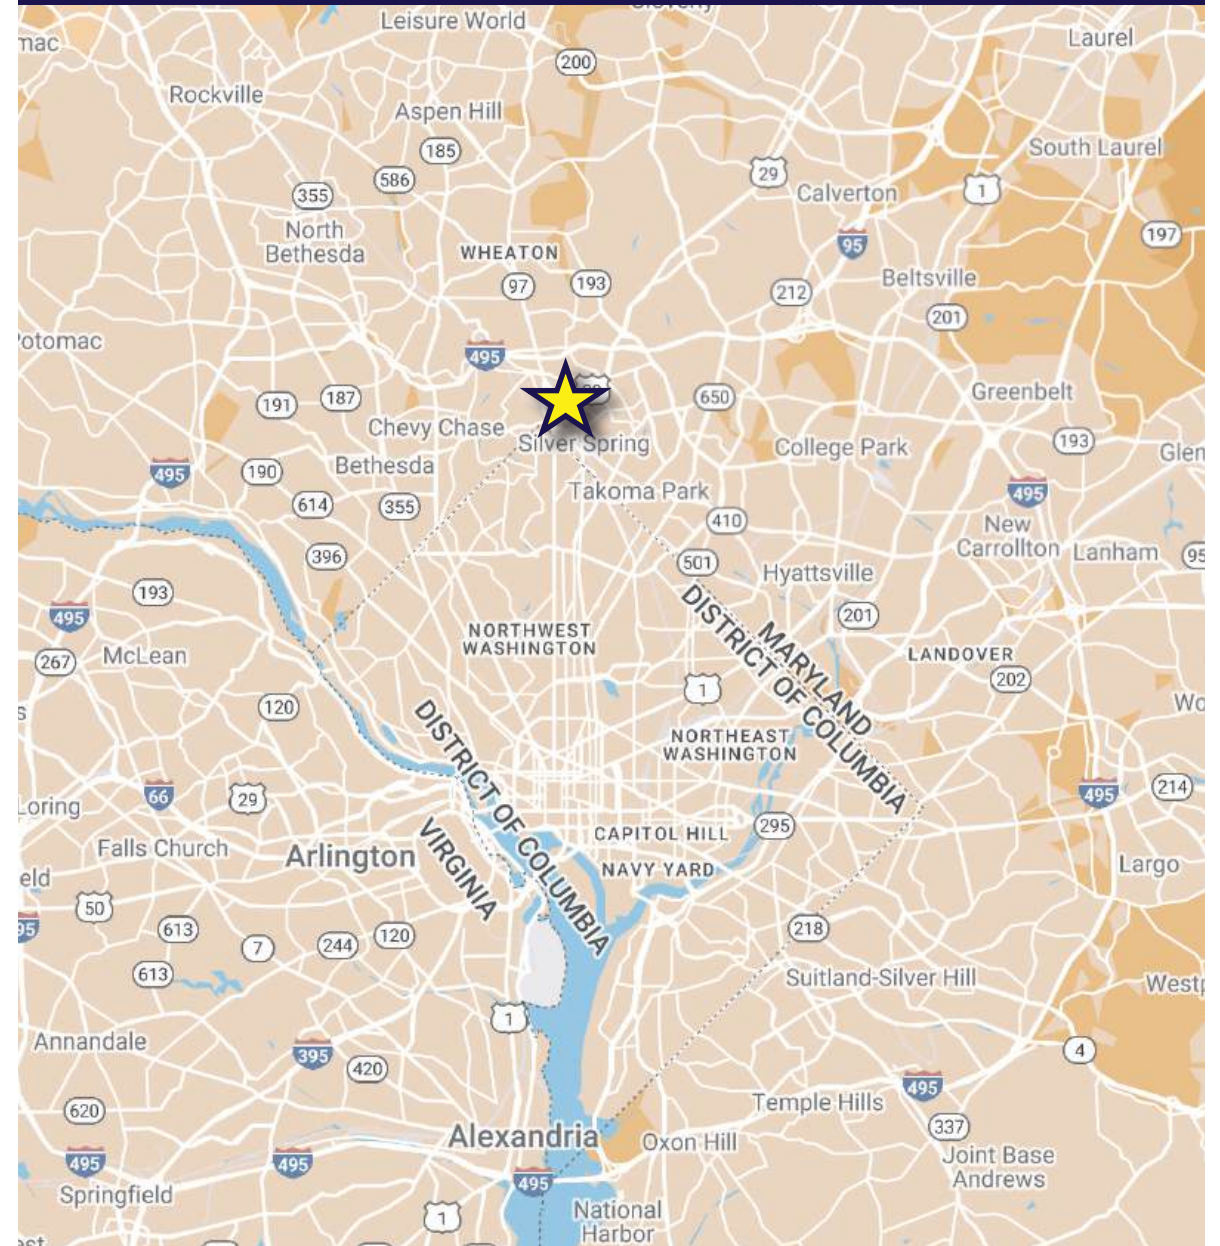 Leisure World
Laurel
200
Rockville
Aspen Hill
185
South Laurel
586
29
1
355
Calverton
North
Bethesda
197
95
WHEATON
97
193
Beltsville
212
201
495
191
187
650
Greenbelt
Chevy Chase
Silver Spring
College Park
193
Glen
495
190
Bethesda
614
355
Takoma Park
495
410
New
Carrollton
Lanham
95
396
501
Hyattsville
193
495
201
267
McLean
NORTHWEST
WASHINGTON
LANDOVER
202
1
120
MARYLAND
DISTRICT OF COLUMBIA
NORTHEAST
WASHINGTON
DISTRICT OF COLUMBIA
VIRGINIA
66
29
495
214
Loring
Falls Church
Arlington
CAPITOL HILL
295
NAVY YARD
Largo
eld
50
613
7
244
120
218
95
613
Suitland-Silver Hill
Westp
1
Annandale
395
420
4
495
620
Temple Hills
337
Alexandria
Oxon Hill
Joint Base
Andrews
495
495
495
Springfield
1
National
Harbor